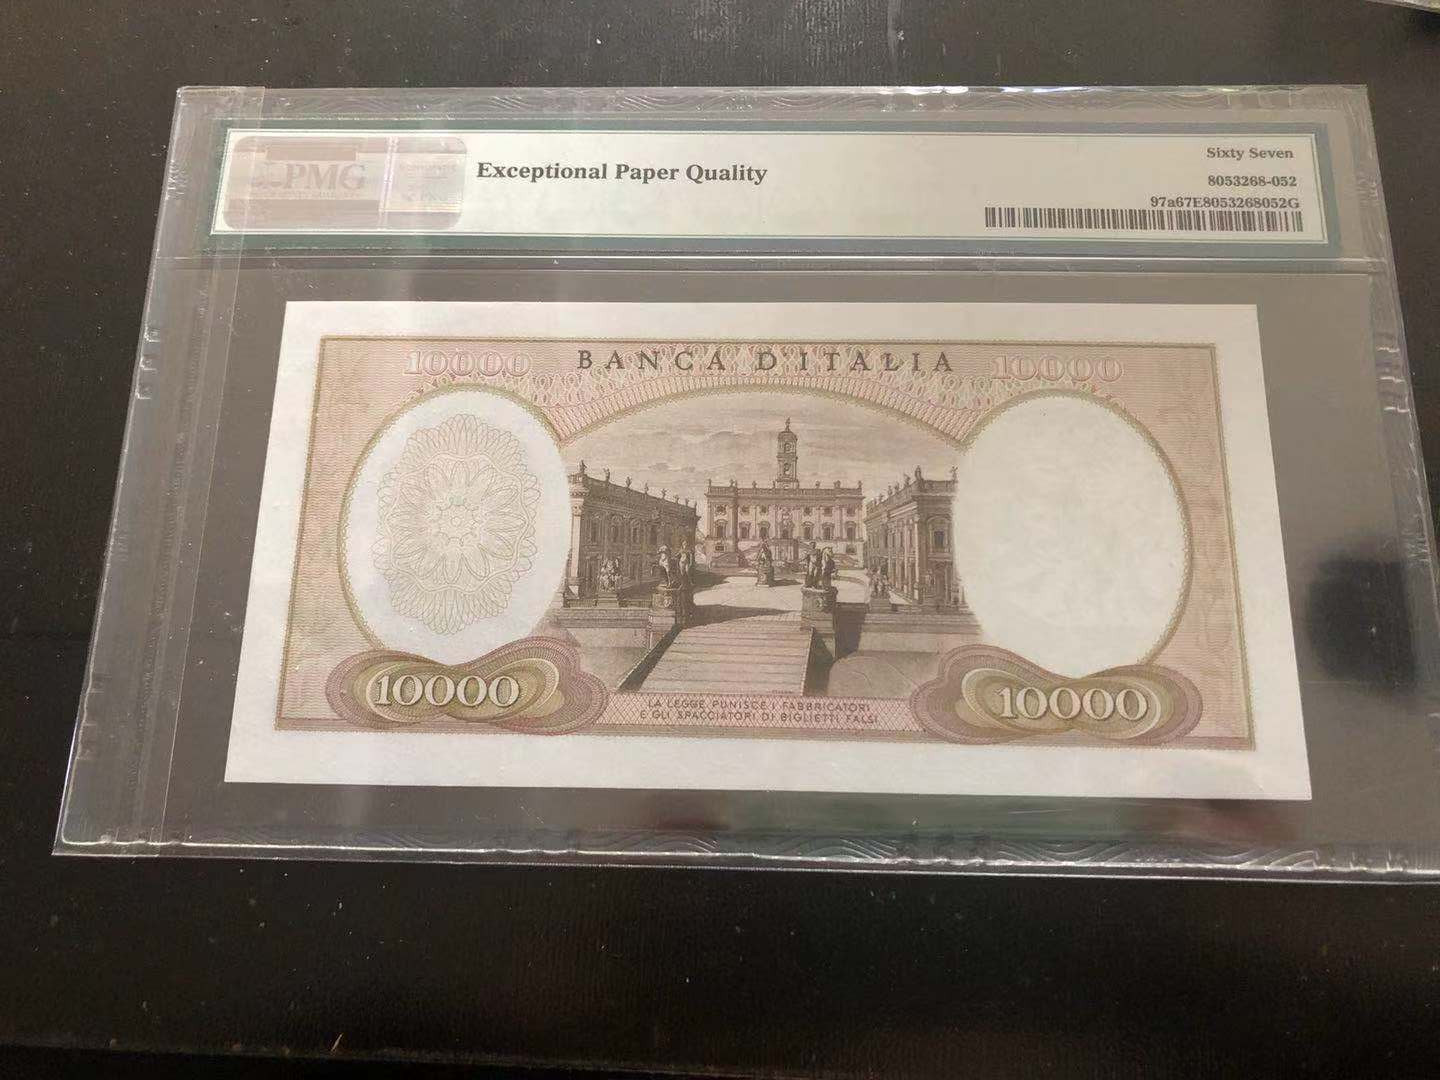 PMG
Exceptional Paper Quality
Sixty Seven
8053268-052
97a67E8053268052G
10000 BANCA D'ITALIA 10000
10000
LA LEGGE PUNISCE I FABBRICATORI
E GLI SPACCIATORI DI BIGLIETTI FALSI
10000